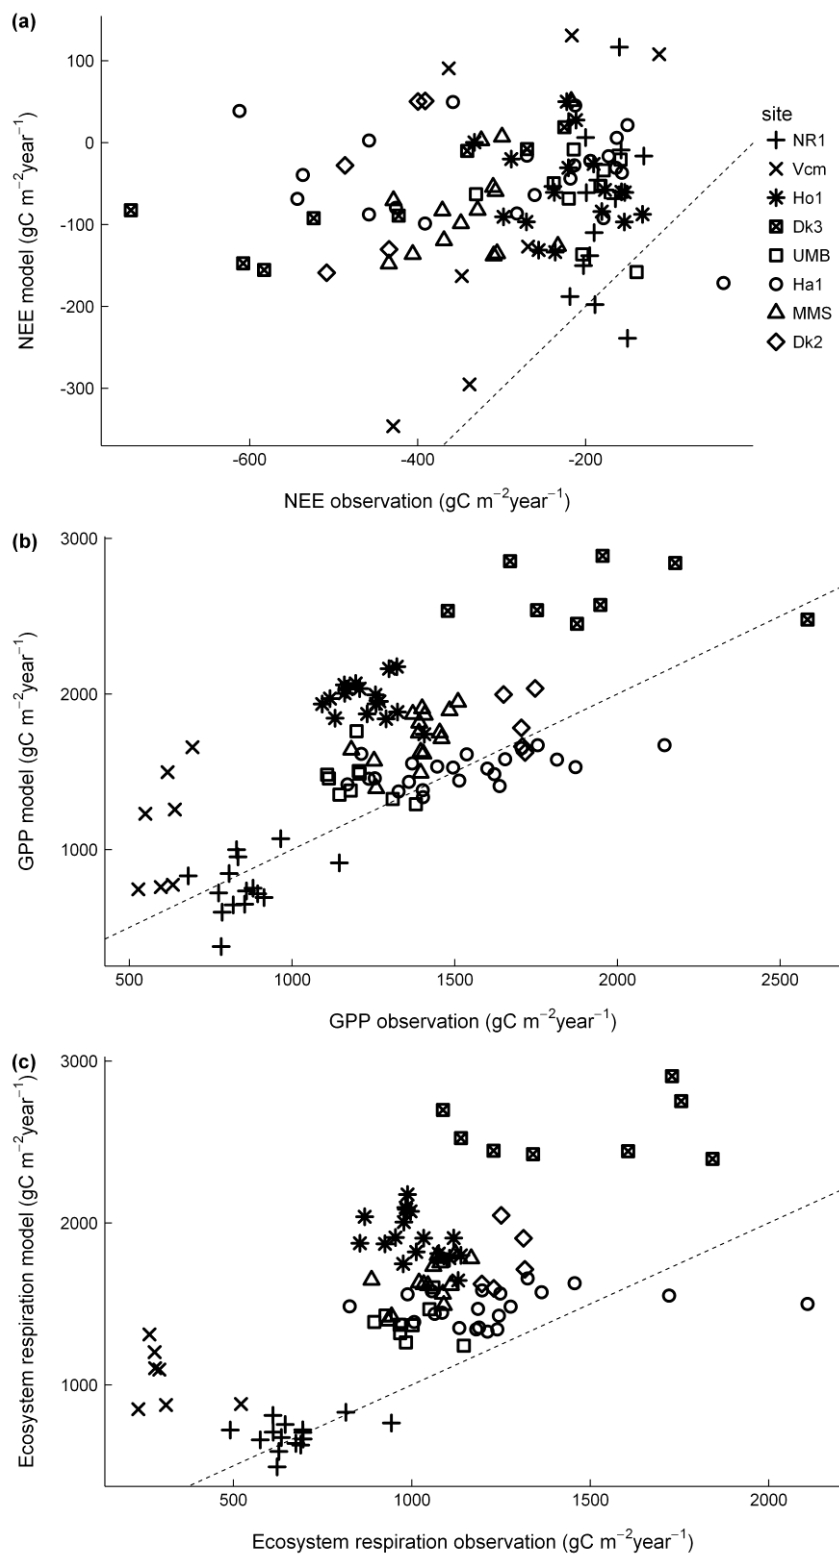 (a)
100
0
-100
-200
-300
NEE model (gC m⁻²year⁻¹)
-600 -400 -200
NEE observation (gC m⁻²year⁻¹)
site
NR1
Vcm
Ho1
Dk3
UMB
Ha1
MMS
Dk2
(b)
3000
2000
1000
GPP model (gC m⁻²year⁻¹)
500 1000 1500 2000 2500
GPP observation (gC m⁻²year⁻¹)
(c)
3000
2000
1000
Ecosystem respiration model (gC m⁻²year⁻¹)
500 1000 1500 2000
Ecosystem respiration observation (gC m⁻²year⁻¹)